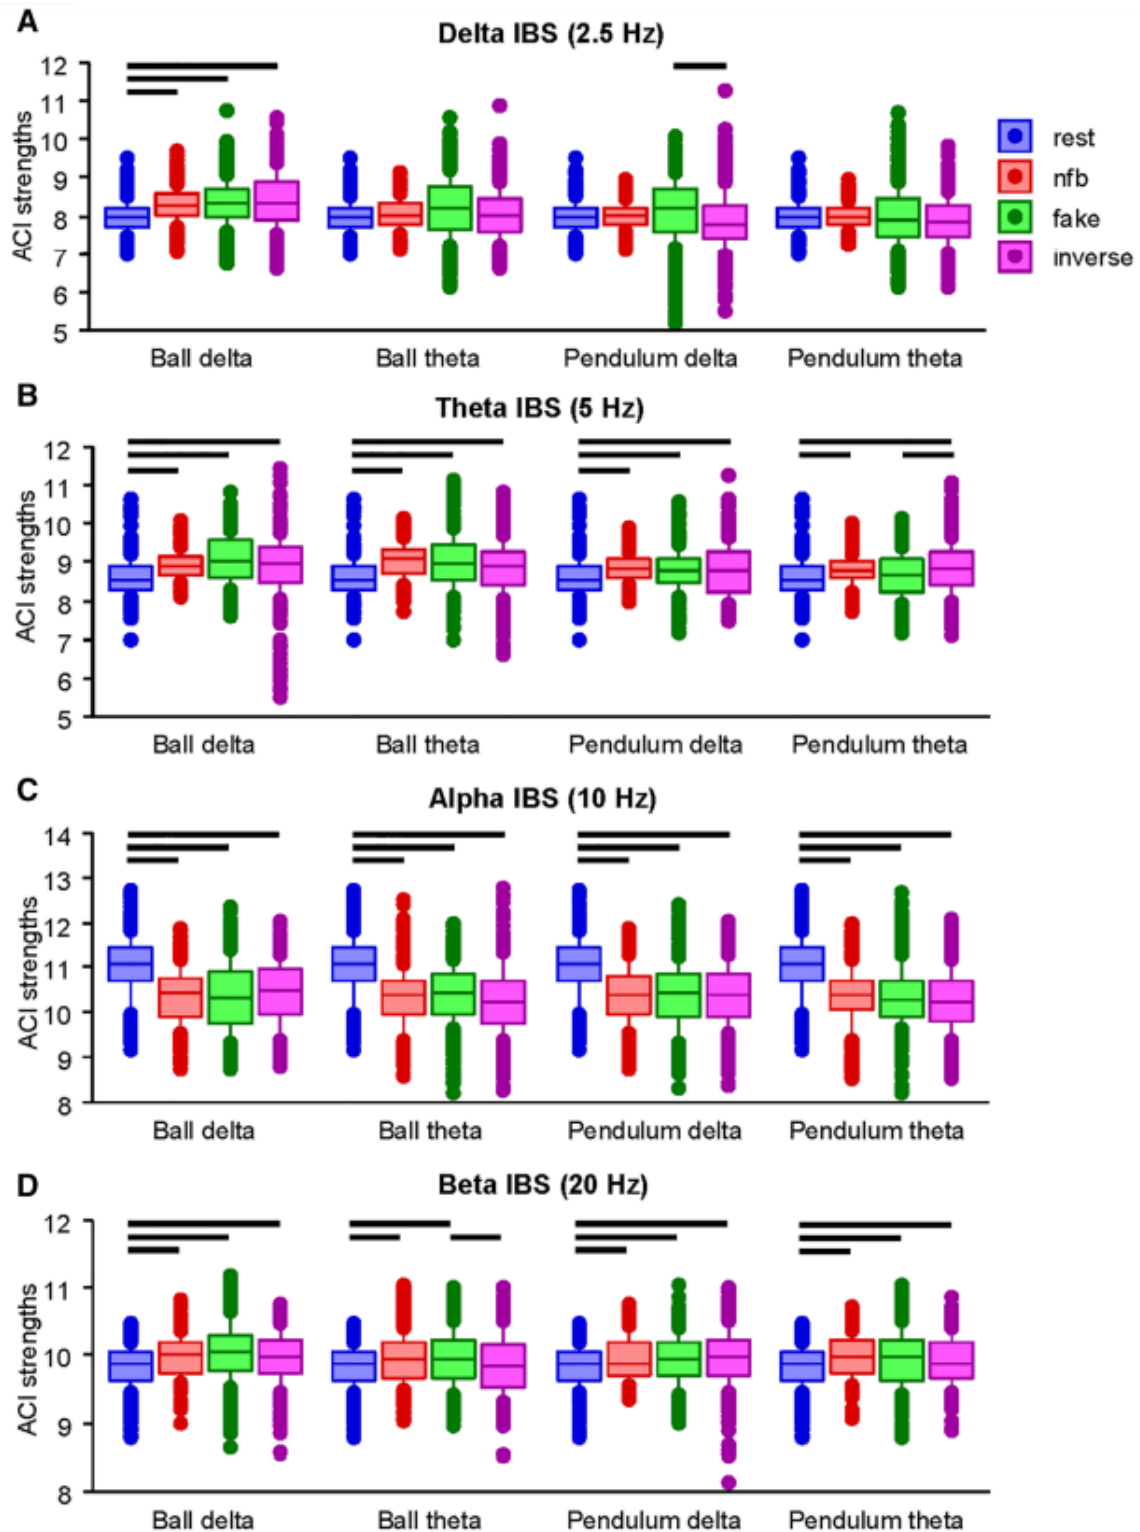 A
Delta IBS (2.5 Hz)
12
11
10
9
8
7
6
5
ACI strengths
Ball delta Ball theta Pendulum delta Pendulum theta
rest
nfb
fake
inverse
B
Theta IBS (5 Hz)
12
11
10
9
8
7
6
5
ACI strengths
Ball delta Ball theta Pendulum delta Pendulum theta
C
Alpha IBS (10 Hz)
14
13
12
11
10
9
8
ACI strengths
Ball delta Ball theta Pendulum delta Pendulum theta
D
Beta IBS (20 Hz)
12
11
10
9
8
ACI strengths
Ball delta Ball theta Pendulum delta Pendulum theta